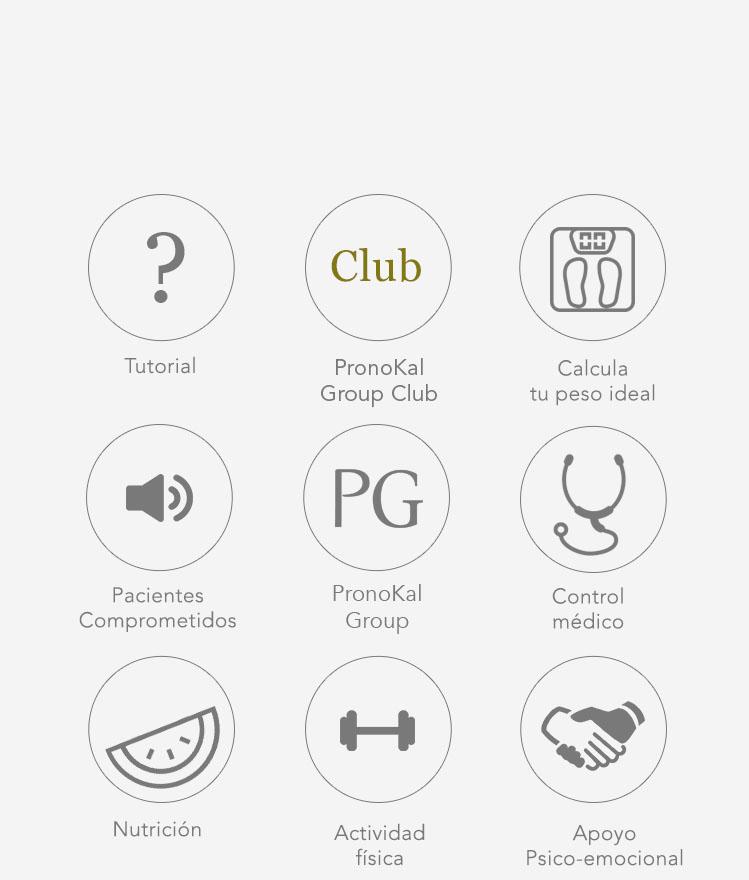 ?
Club
Tutorial
PronoKal
Group Club
Calcula
tu peso ideal
PG
Pacientes
Comprometidos
PronoKal
Group
Control
médico
Nutrición
Actividad
física
Apoyo
Psico-emocional